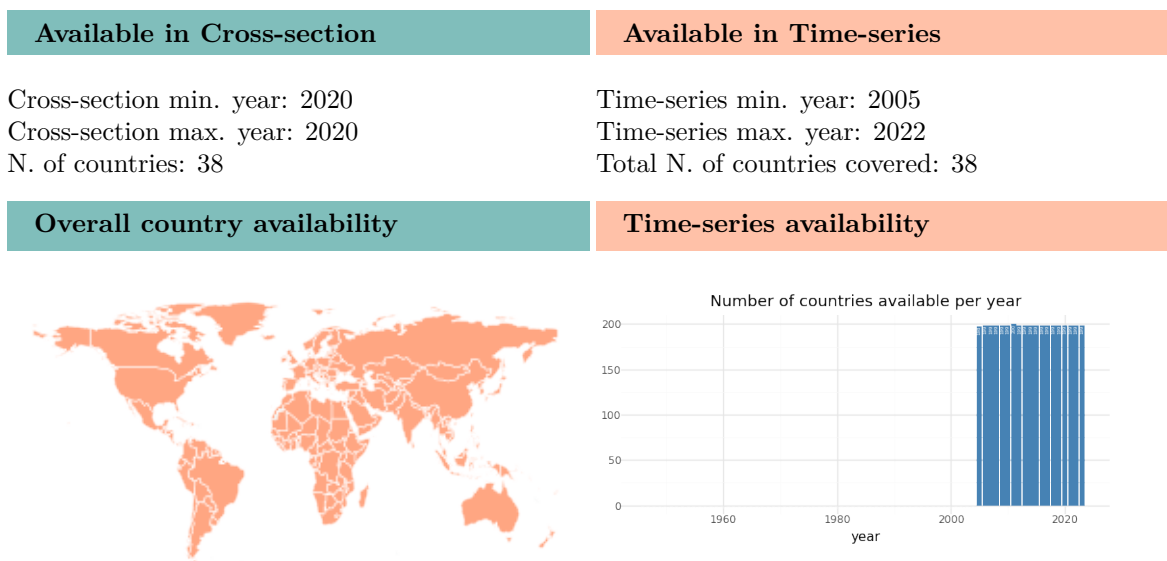 Available in Cross-section
Cross-section min. year: 2020
Cross-section max. year: 2020
N. of countries: 38
Available in Time-series
Time-series min. year: 2005
Time-series max. year: 2022
Total N. of countries covered: 38
Overall country availability
Time-series availability
Number of countries available per year
200
150
100
50
0
1960 1980 2000 2020
year